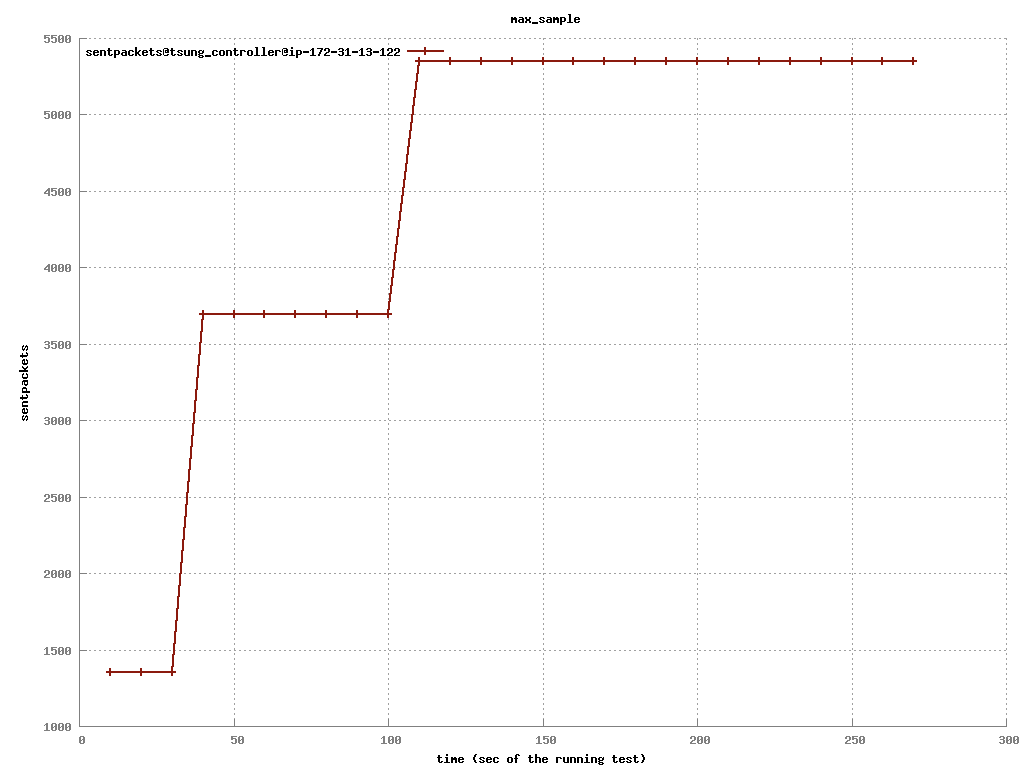 max_sample
sentpackets@tsung_controller@ip-172-31-13-122
5500
5000
4500
4000
3500
3000
2500
2000
1500
1000
sentpackets
0 50 100 150 200 250 300
time (sec of the running test)